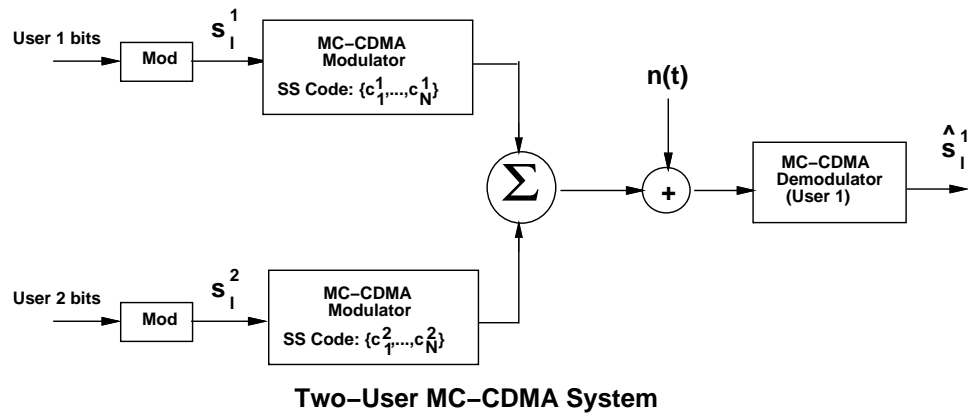 User 1 bits
Mod
s_l^1
MC–CDMA
Modulator
SS Code: {c_1^1,...,c_N^1}
n(t)
Σ
+
MC–CDMA
Demodulator
(User 1)
ŝ_l^1
User 2 bits
Mod
s_l^2
MC–CDMA
Modulator
SS Code: {c_1^2,...,c_N^2}
Two–User MC–CDMA System